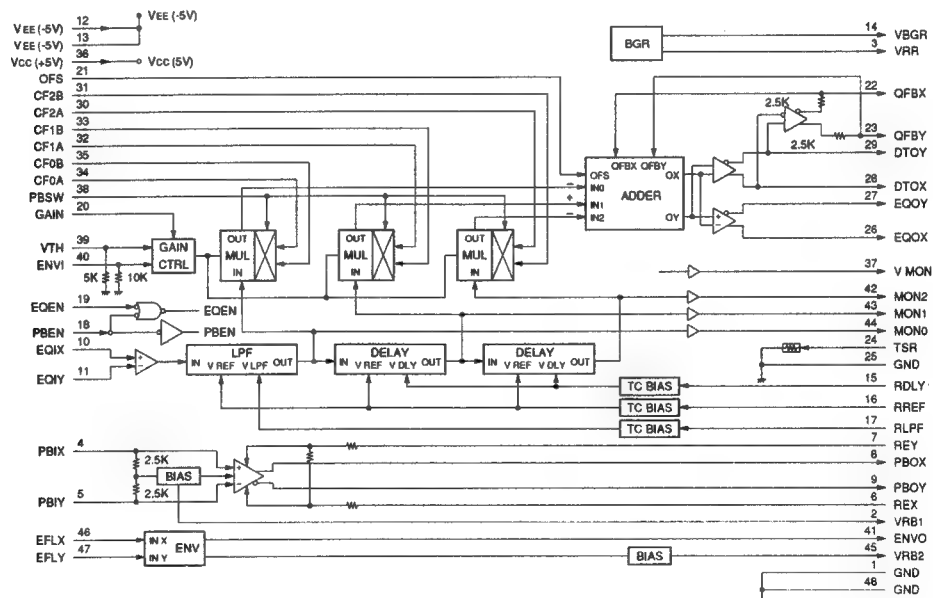 VEE (-5V) 12
VEE (-5V)
VEE (-5V) 13
VCC (+5V) 36 VCC (5V)
OFS 21
CF2B 31
CF2A 30
CF1B 33
CF1A 32
CF0B 35
CF0A 34
PBSW 38
GAIN 20
VTH 39
ENVI 40
5K 10K
GAIN CTRL
OUT MUL IN
OUT MUL IN
OUT MUL IN
BGR
14 VBGR
3 VRR
22 QFBX
2.5K
23 QFBY
2.5K
29 DTOY
28 DTOX
27 EQOY
26 EQOX
QFBX QFBY
OFS OX
IN0 ADDER
IN1
IN2 OY
− + −
37 V MON
42 MON2
43 MON1
44 MON0
24 TSR
25 GND
15 RDLY
16 RREF
17 RLPF
7 REY
6 PBOX
9 PBOY
6 REX
2 VRB1
41 ENVO
45 VRB2
1 GND
48 GND
EQEN 19 EQEN
PBEN 18 PBEN
EQIX 10
EQIY 11
+ −
LPF
IN V REF V LPF OUT
DELAY
IN V REF V DLY OUT
DELAY
IN V REF V DLY OUT
TC BIAS
TC BIAS
TC BIAS
PBIX 4
2.5K
BIAS
2.5K
PBIY 5
+ + −
EFLX 46
EFLY 47
IN X ENV
IN Y
BIAS